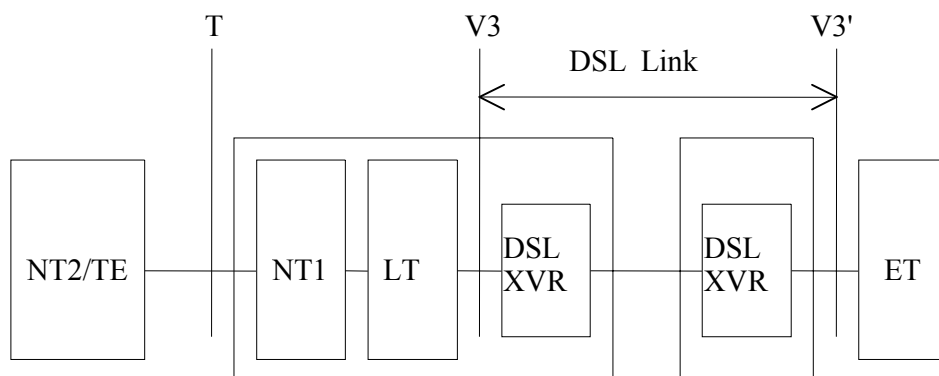 T
V3
V3'
DSL Link
NT2/TE
NT1
LT
DSL
XVR
DSL
XVR
ET